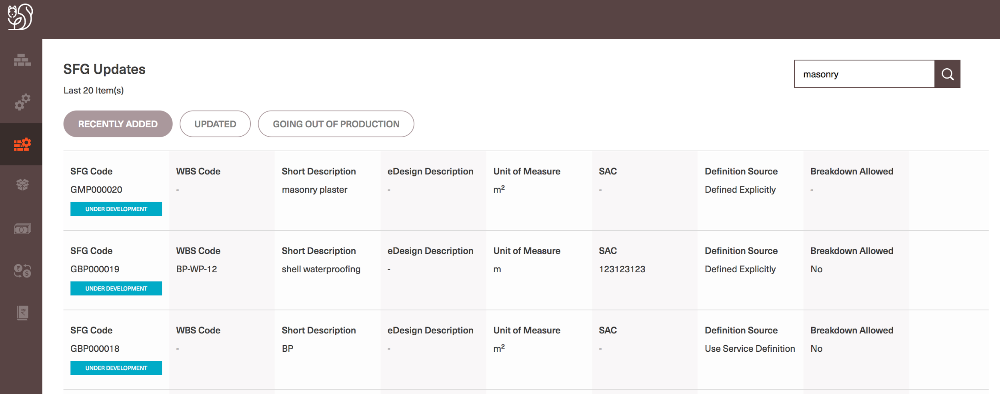 SFG Updates
masonry
Last 20 Item(s)
RECENTLY ADDED UPDATED GOING OUT OF PRODUCTION
SFG Code WBS Code Short Description eDesign Description Unit of Measure SAC Definition Source Breakdown Allowed
GMP000020 - masonry plaster - m² - Defined Explicitly -
UNDER DEVELOPMENT
SFG Code WBS Code Short Description eDesign Description Unit of Measure SAC Definition Source Breakdown Allowed
GBP000019 BP-WP-12 shell waterproofing - m 123123123 Defined Explicitly No
UNDER DEVELOPMENT
SFG Code WBS Code Short Description eDesign Description Unit of Measure SAC Definition Source Breakdown Allowed
GBP000018 - BP - m² - Use Service Definition No
UNDER DEVELOPMENT